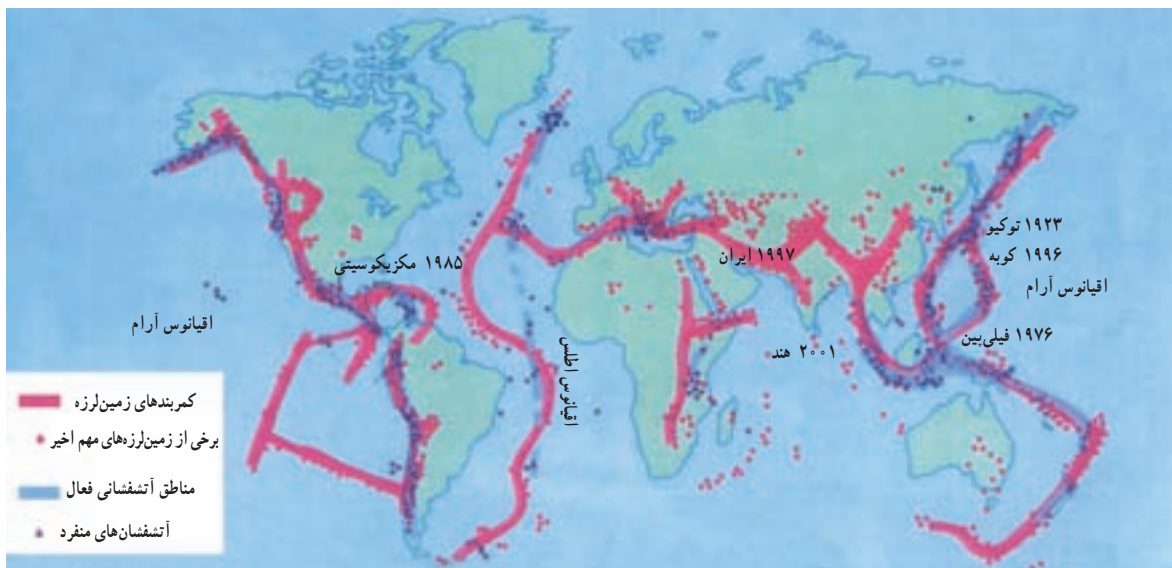 ۱۹۲۳ توکیو
۱۹۹۶ کوبه
اقیانوس آرام
۱۹۷۶ فیلی‌پین
ایران ۱۹۹۷
۲۰۰۱ هند
۱۹۸۵ مکزیکوسیتی
اقیانوس اطلس
اقیانوس آرام
کمربندهای زمین‌لرزه
برخی از زمین‌لرزه‌های مهم اخیر
مناطق آتشفشانی فعال
آتشفشان‌های منفرد